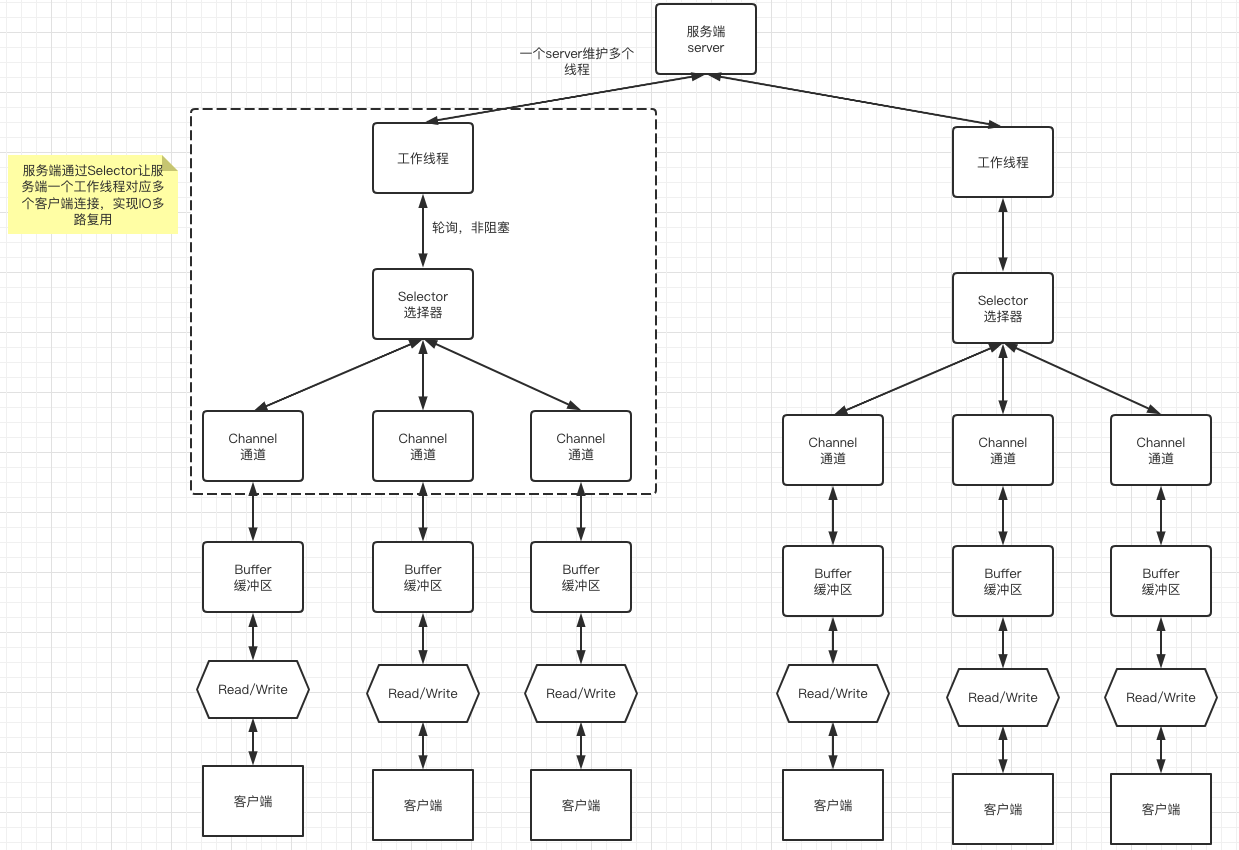 服务端
server
一个server维护多个
线程
工作线程
工作线程
服务端通过Selector让服
务端一个工作线程对应多
个客户端连接，实现IO多
路复用
轮询，非阻塞
Selector
选择器
Selector
选择器
Channel
通道
Channel
通道
Channel
通道
Channel
通道
Channel
通道
Channel
通道
Buffer
缓冲区
Buffer
缓冲区
Buffer
缓冲区
Buffer
缓冲区
Buffer
缓冲区
Buffer
缓冲区
Read/Write
Read/Write
Read/Write
Read/Write
Read/Write
Read/Write
客户端
客户端
客户端
客户端
客户端
客户端